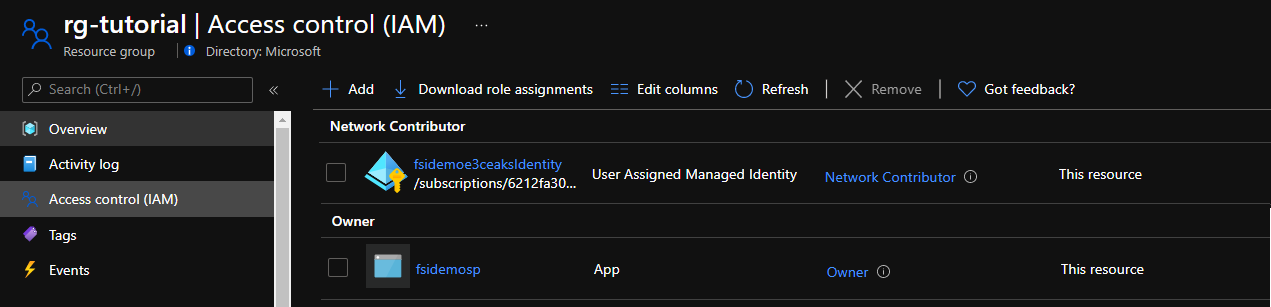 rg-tutorial | Access control (IAM) ...
Resource group | Directory: Microsoft
Search (Ctrl+/) «
Add Download role assignments Edit columns Refresh | Remove | Got feedback?
Overview
Activity log
Access control (IAM)
Tags
Events
Network Contributor
fsidemoe3ceaksIdentity
/subscriptions/6212fa30... User Assigned Managed Identity Network Contributor This resource
Owner
fsidemosp App Owner This resource